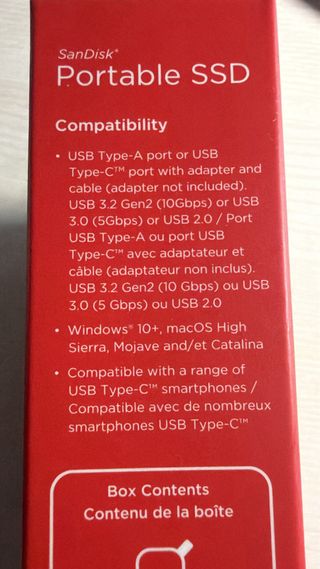 SanDisk®
Portable SSD
Compatibility
• USB Type-A port or USB
Type-C™ port with adapter and
cable (adapter not included).
USB 3.2 Gen2 (10Gbps) or USB
3.0 (5Gbps) or USB 2.0 / Port
USB Type-A ou port USB
Type-C™ avec adaptateur et
câble (adaptateur non inclus).
USB 3.2 Gen2 (10 Gbps) ou USB
3.0 (5 Gbps) ou USB 2.0
• Windows® 10+, macOS High
Sierra, Mojave and/et Catalina
• Compatible with a range of
USB Type-C™ smartphones /
Compatible avec de nombreux
smartphones USB Type-C™
Box Contents
Contenu de la boîte